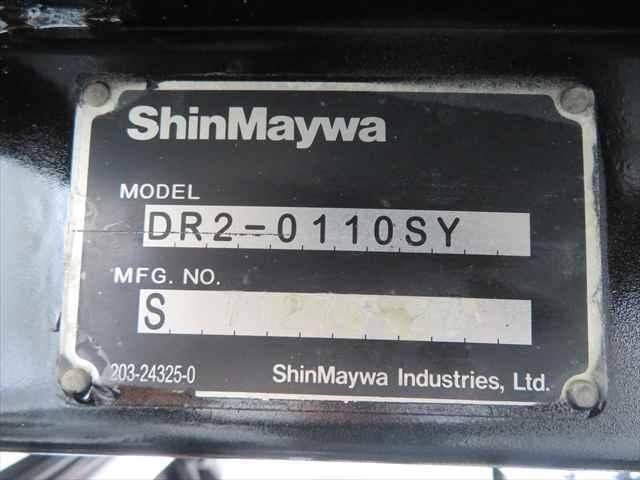 ShinMaywa
MODEL
DR2-0110SY
MFG. NO.
S
203-24325-0 ShinMaywa Industries, Ltd.